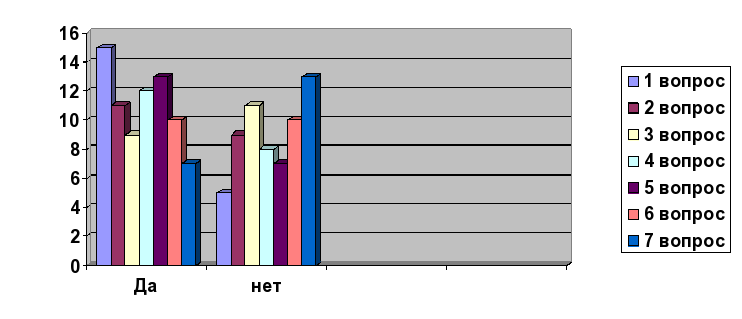 16
14
12
10
8
6
4
2
0
Да
нет
1 вопрос
2 вопрос
3 вопрос
4 вопрос
5 вопрос
6 вопрос
7 вопрос